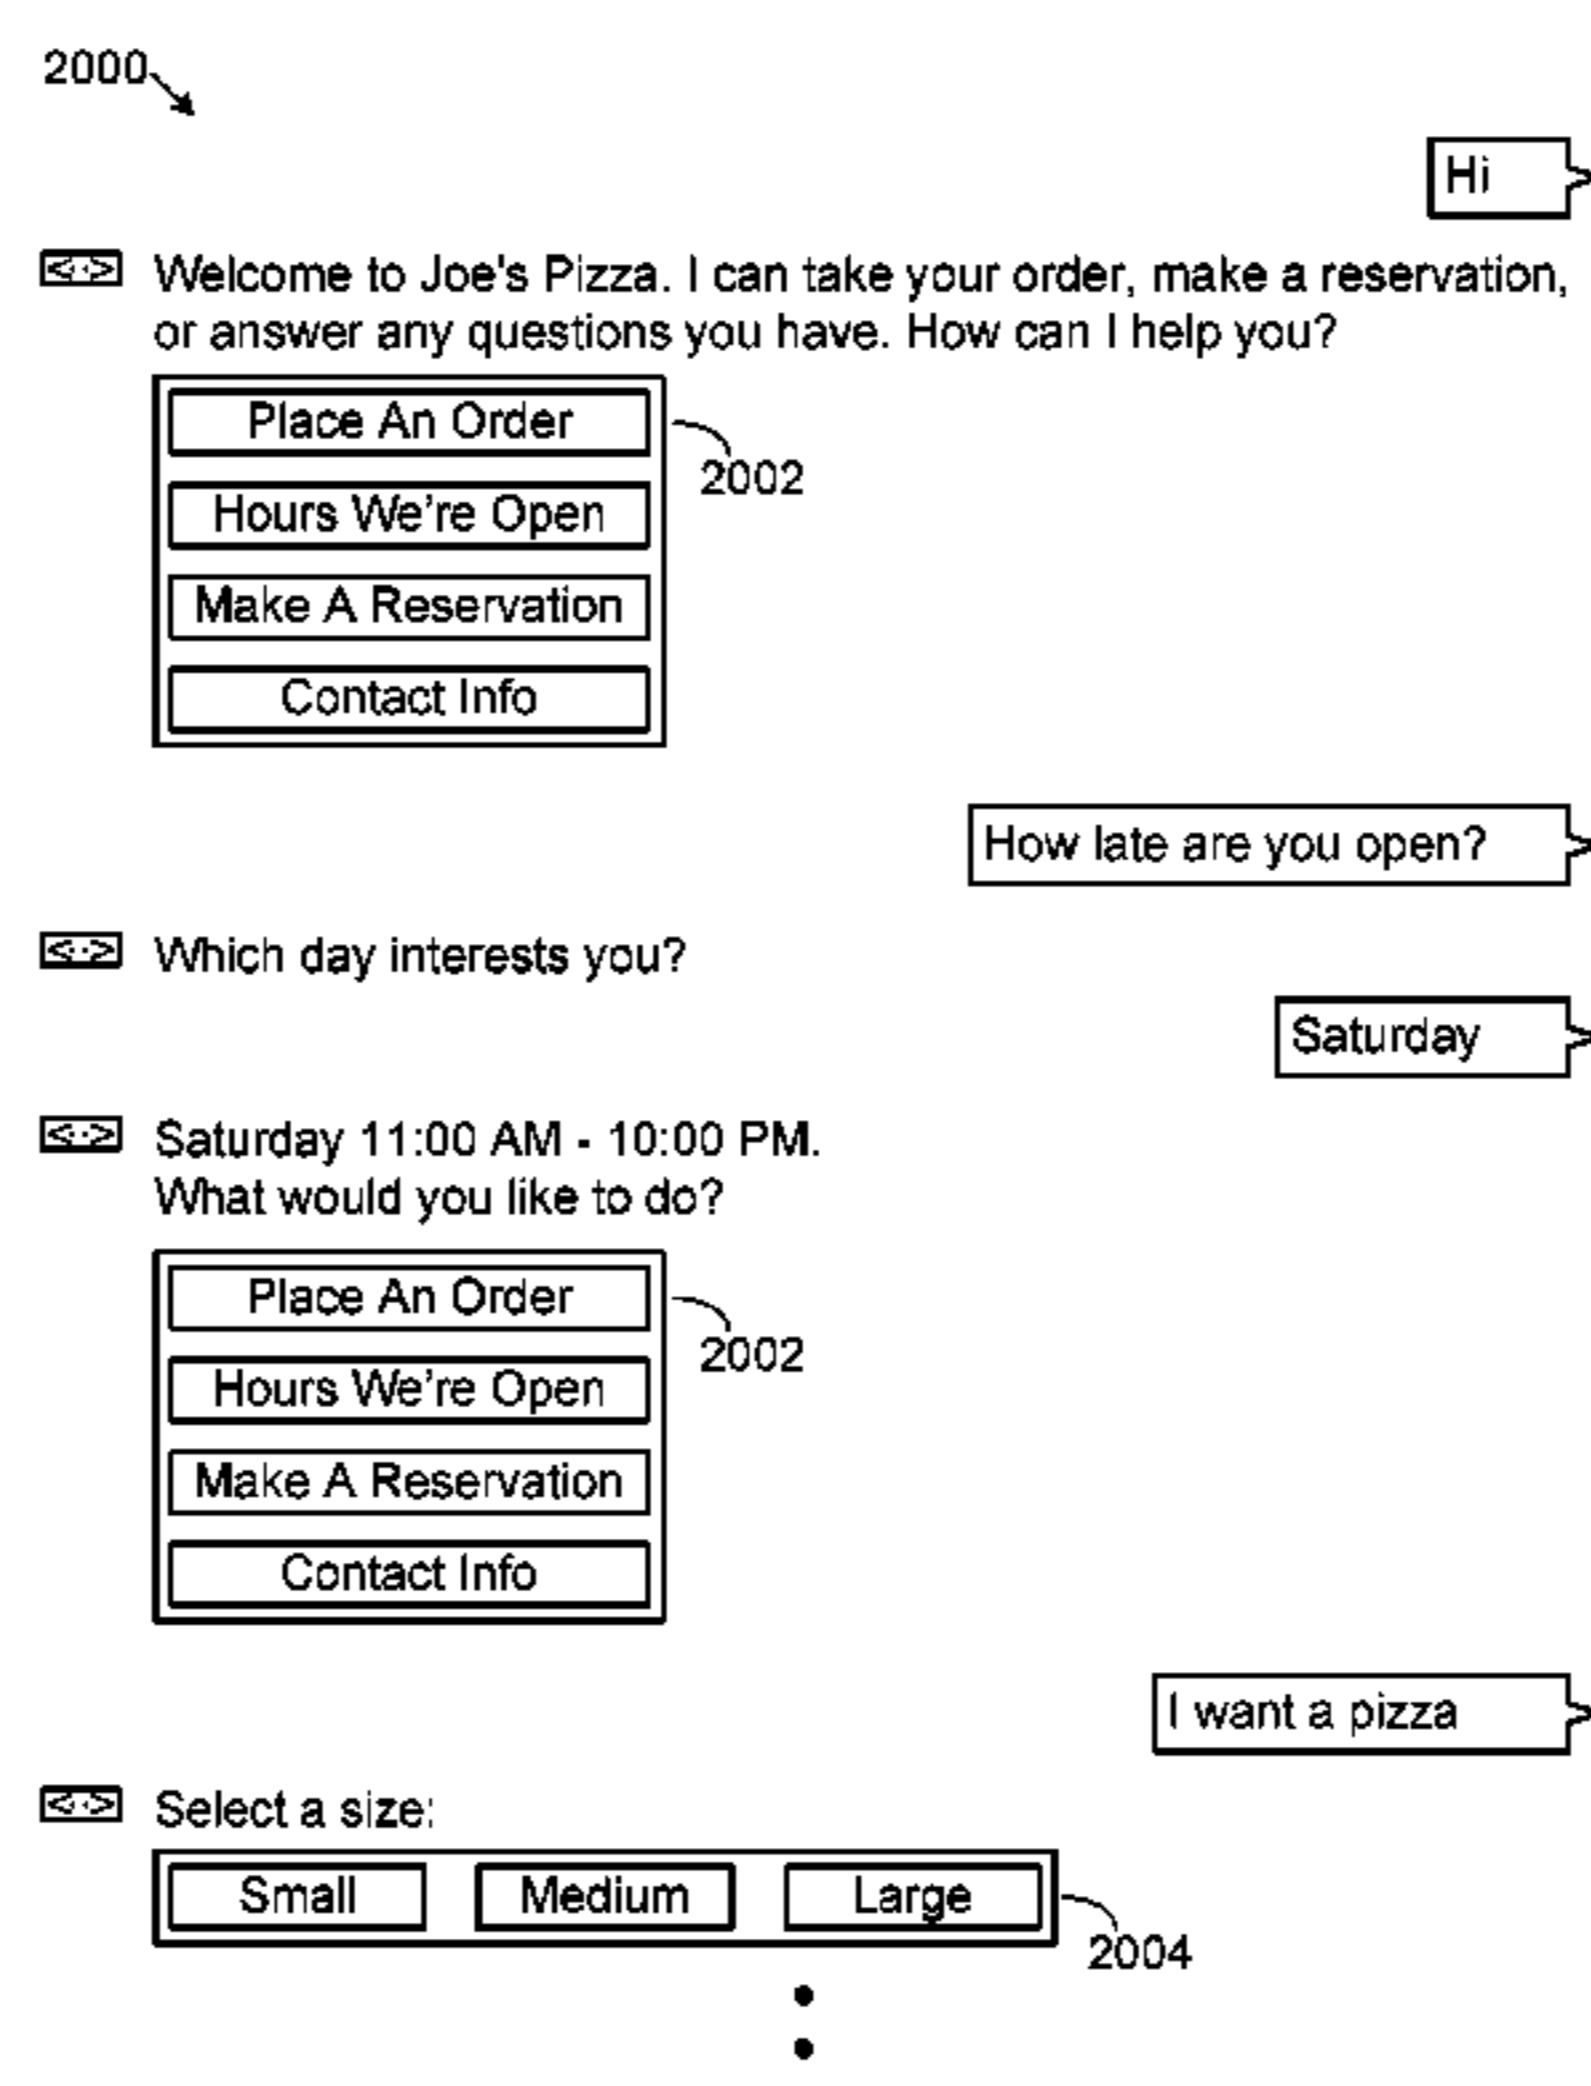 2000
Hi
Welcome to Joe's Pizza. I can take your order, make a reservation,
or answer any questions you have. How can I help you?
Place An Order
2002
Hours We're Open
Make A Reservation
Contact Info
How late are you open?
Which day interests you?
Saturday
Saturday 11:00 AM - 10:00 PM.
What would you like to do?
Place An Order
2002
Hours We're Open
Make A Reservation
Contact Info
I want a pizza
Select a size:
Small Medium Large
2004